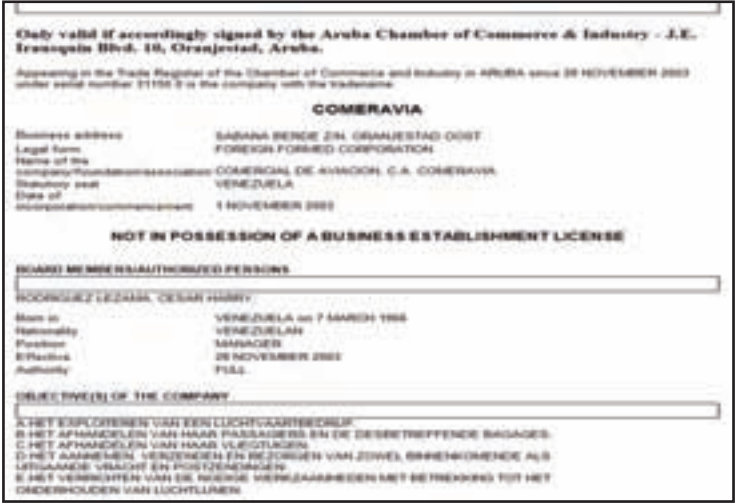 Only valid if accordingly signed by the Aruba Chamber of Commerce & Industry - J.E.
Irausquin Blvd. 10, Oranjestad, Aruba.
Appearing in the Trade Register of the Chamber of Commerce and Industry in ARUBA since 28 NOVEMBER 2003
under serial number is the company with the tradename
COMERAVIA
Business address SABANA BERDE Z/N, ORANJESTAD OOST
Legal form FOREIGN FORMED CORPORATION
Name of the
company/foundation/association COMERCIAL DE AVIACION, C.A. COMERAVIA
Statutory seat VENEZUELA
Date of
incorporation/commencement 1 NOVEMBER 2003
NOT IN POSSESSION OF A BUSINESS ESTABLISHMENT LICENSE
BOARD MEMBERS/AUTHORIZED PERSONS
RODRIGUEZ LEZAMA, CESAR HARRY
Born in VENEZUELA on 7 MARCH
Nationality VENEZUELAN
Position MANAGER
Effective 28 NOVEMBER 2003
Authority FULL
OBJECTIVE(S) OF THE COMPANY
A.HET EXPLOITEREN VAN EEN LUCHTVAARTBEDRIJF.
B.HET AFHANDELEN VAN HAAR PASSAGIERS EN DE DESBETREFFENDE BAGAGES.
C.HET AFHANDELEN VAN HAAR VLIEGTUIGEN.
D.HET AANNEMEN, VERZENDEN EN BEZORGEN VAN ZOWEL BINNENKOMENDE ALS
UITGAANDE VRACHT EN POSTZENDINGEN.
E.HET VERRICHTEN VAN DE NODIGE WERKZAAMHEDEN MET BETREKKING TOT HET
ONDERHOUDEN VAN LUCHTLIJNEN.